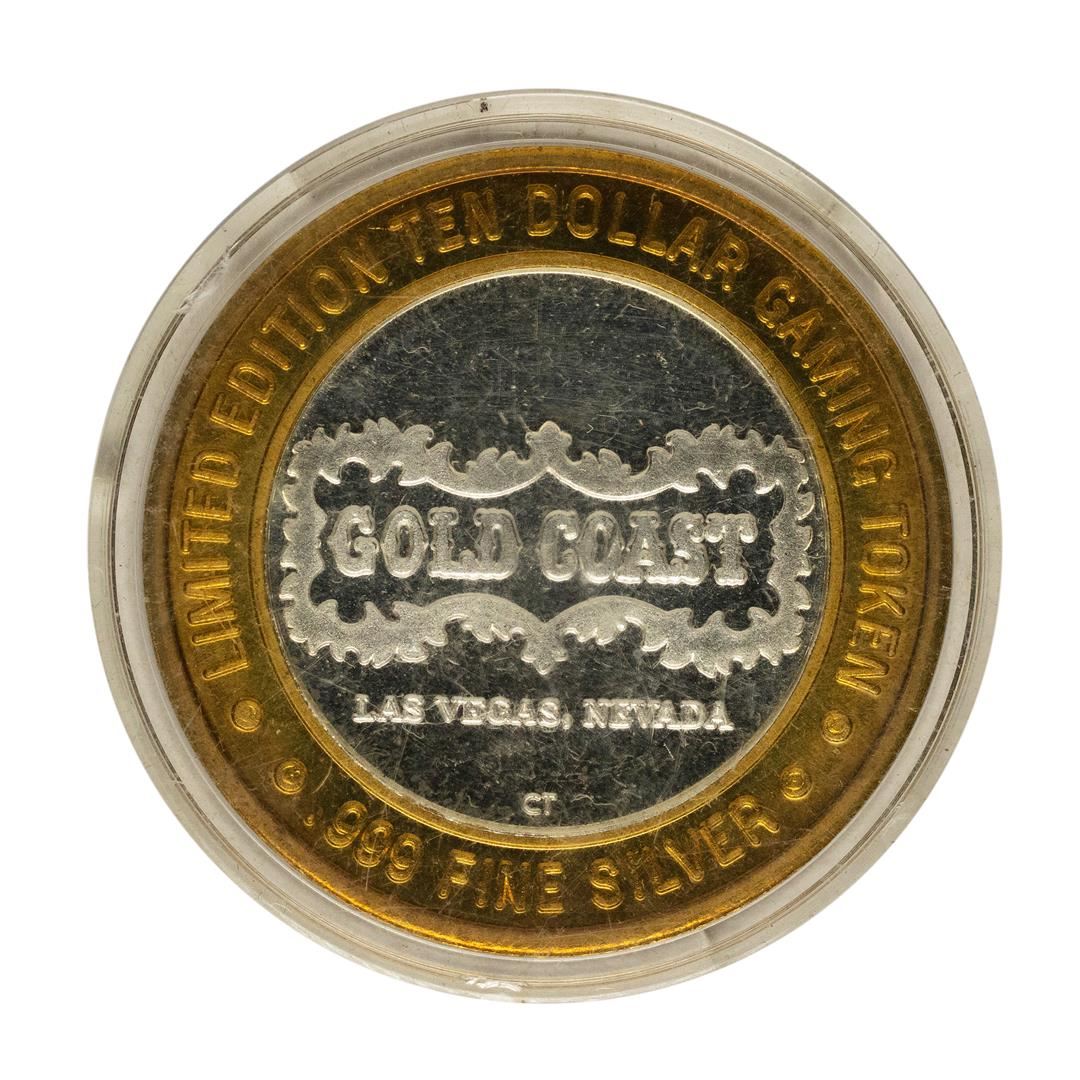 LIMITED EDITION TEN DOLLAR GAMING TOKEN
GOLD COAST
LAS VEGAS, NEVADA
CT
.999 FINE SILVER